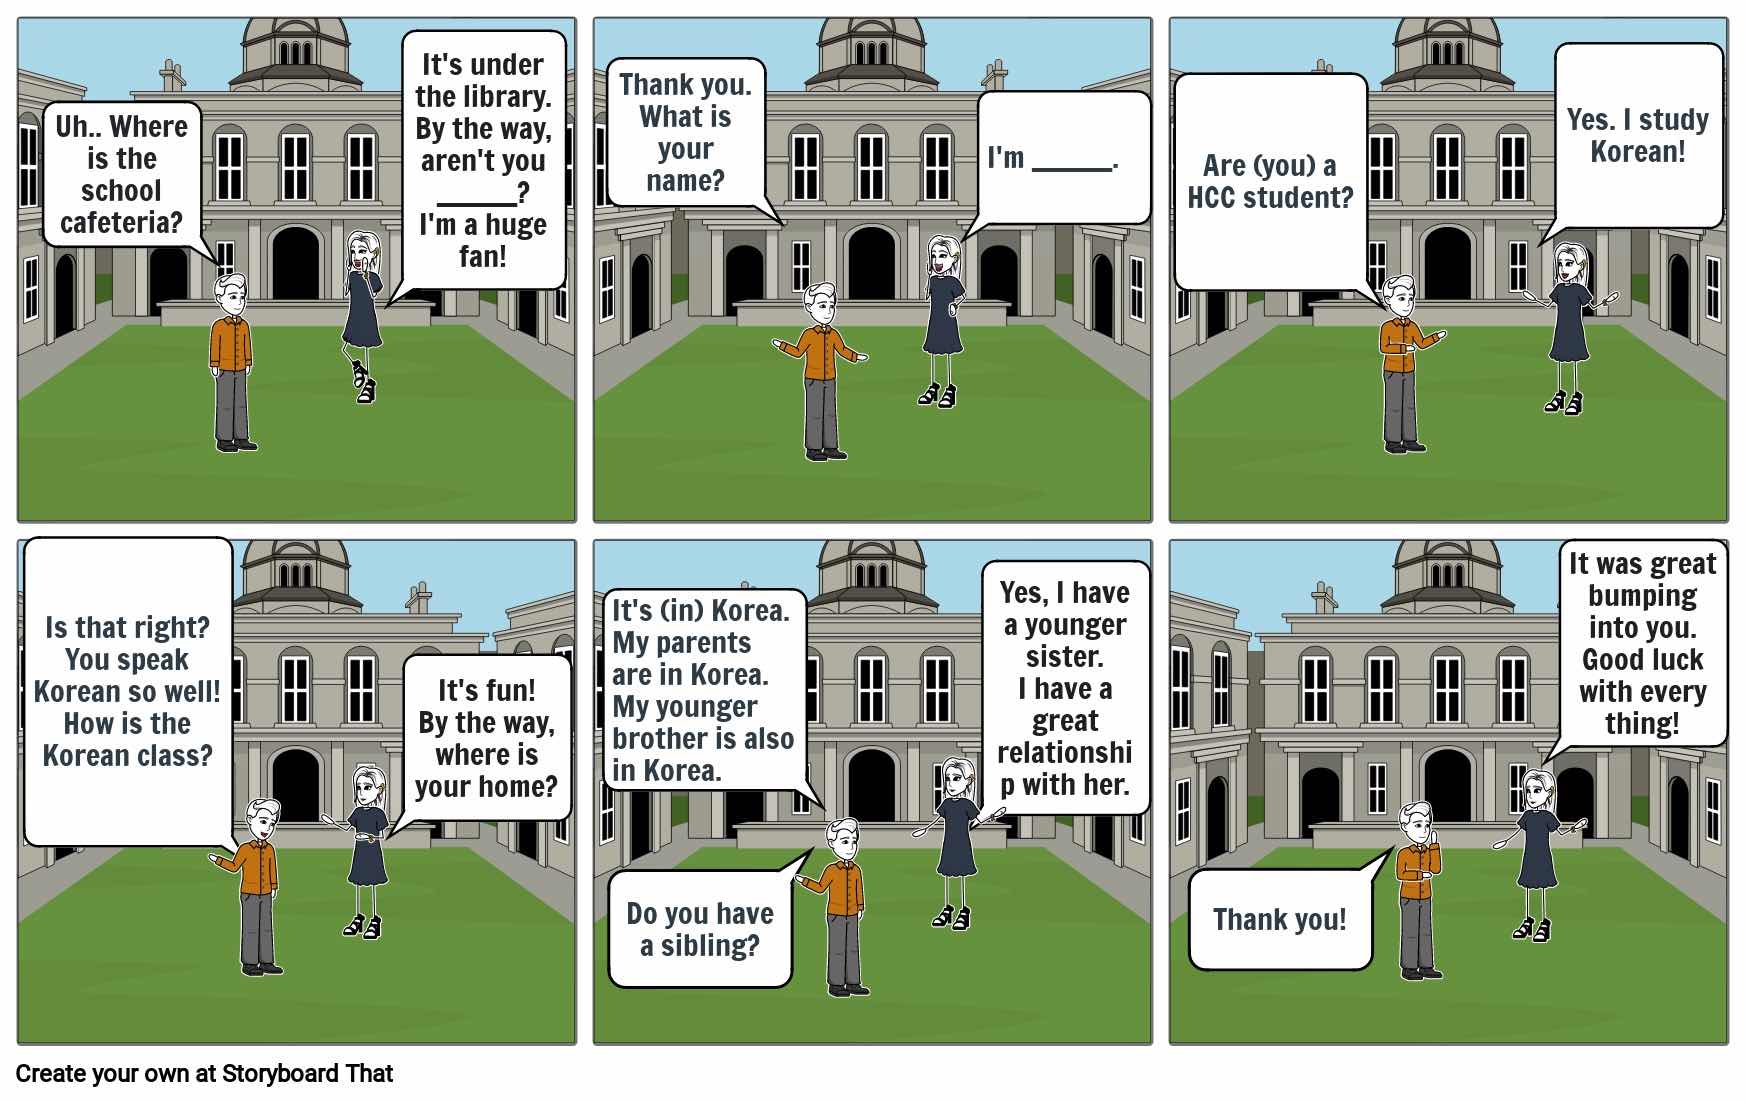 Uh.. Where
is the
school
cafeteria?
It's under
the library.
By the way,
aren't you
______?
I'm a huge
fan!
Thank you.
What is
your
name?
I'm ______.
Are (you) a
HCC student?
Yes. I study
Korean!
Is that right?
You speak
Korean so well!
How is the
Korean class?
It's fun!
By the way,
where is
your home?
It's (in) Korea.
My parents
are in Korea.
My younger
brother is also
in Korea.
Do you have
a sibling?
Yes, I have
a younger
sister.
I have a
great
relationshi
p with her.
It was great
bumping
into you.
Good luck
with every
thing!
Thank you!
Create your own at Storyboard That